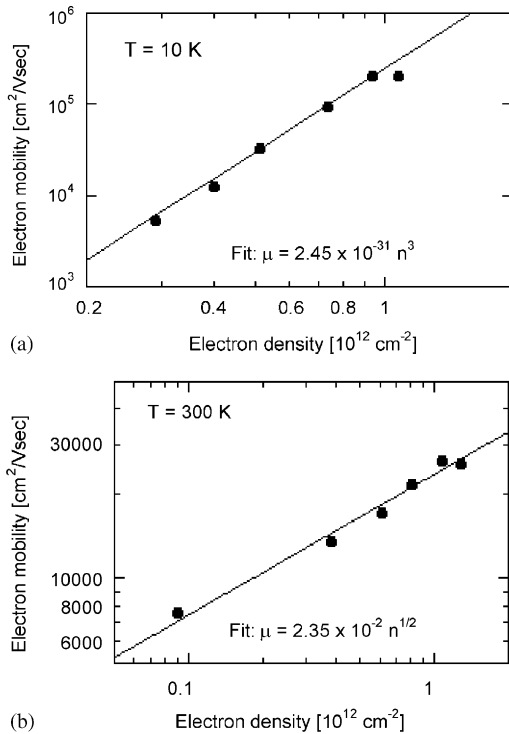 10⁶
T = 10 K
10⁵
Electron mobility [cm²/Vsec]
10⁴
Fit: μ = 2.45 x 10⁻³¹ n³
10³
0.2 0.4 0.6 0.8 1
(a) Electron density [10¹² cm⁻²]
T = 300 K
30000
Electron mobility [cm²/Vsec]
10000
8000
6000
Fit: μ = 2.35 x 10⁻² n¹/²
0.1 1
(b) Electron density [10¹² cm⁻²]